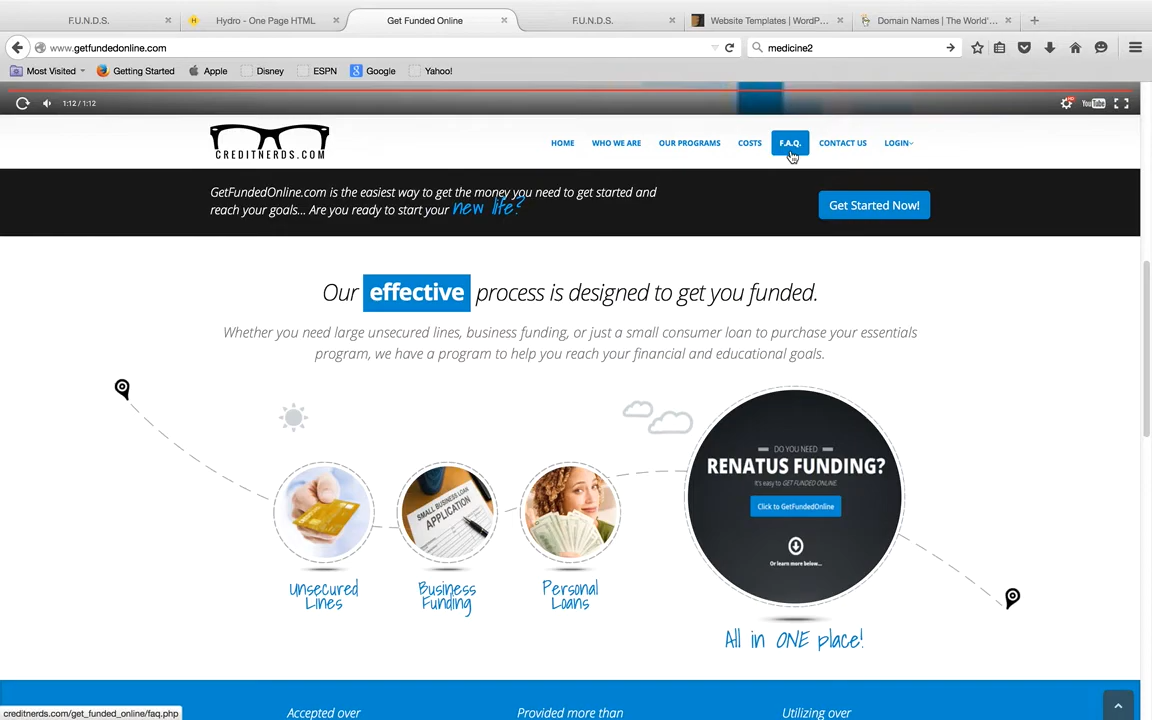 F.U.N.D.S.
Hydro - One Page HTML
Get Funded Online
F.U.N.D.S.
Website Templates | WordP...
Domain Names | The World'...
www.getfundedonline.com
medicine2
Most Visited
Getting Started
Apple
Disney
ESPN
Google
Yahoo!
1:12 / 1:12
HD
YouTube
CREDITNERDS.COM
HOME
WHO WE ARE
OUR PROGRAMS
COSTS
F.A.Q.
CONTACT US
LOGIN
GetFundedOnline.com is the easiest way to get the money you need to get started and
reach your goals... Are you ready to start your new life?
Get Started Now!
Our effective process is designed to get you funded.
Whether you need large unsecured lines, business funding, or just a small consumer loan to purchase your essentials
program, we have a program to help you reach your financial and educational goals.
SMALL BUSINESS LOAN
APPLICATION
DO YOU NEED
RENATUS FUNDING?
It's easy to GET FUNDED ONLINE.
Click to GetFundedOnline
Or learn more below...
Unsecured
Lines
Business
Funding
Personal
Loans
All in ONE place!
Accepted over
Provided more than
Utilizing over
creditnerds.com/get_funded_online/faq.php